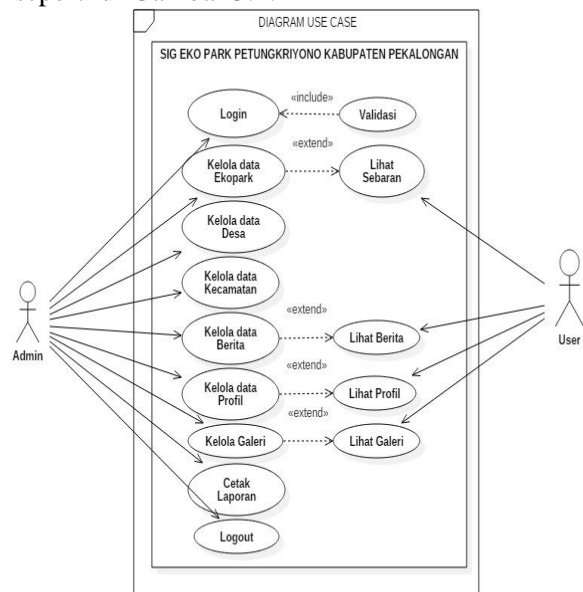 DIAGRAM USE CASE
SIG EKO PARK PETUNGKRIYONO KABUPATEN PEKALONGAN
Login
«include»
Validasi
Kelola data
Ekopark
«extend»
Lihat
Sebaran
Kelola data
Desa
Kelola data
Kecamatan
Kelola data
Berita
«extend»
Lihat Berita
Kelola data
Profil
«extend»
Lihat Profil
Kelola Galeri
«extend»
Lihat Galeri
Cetak
Laporan
Logout
Admin
User